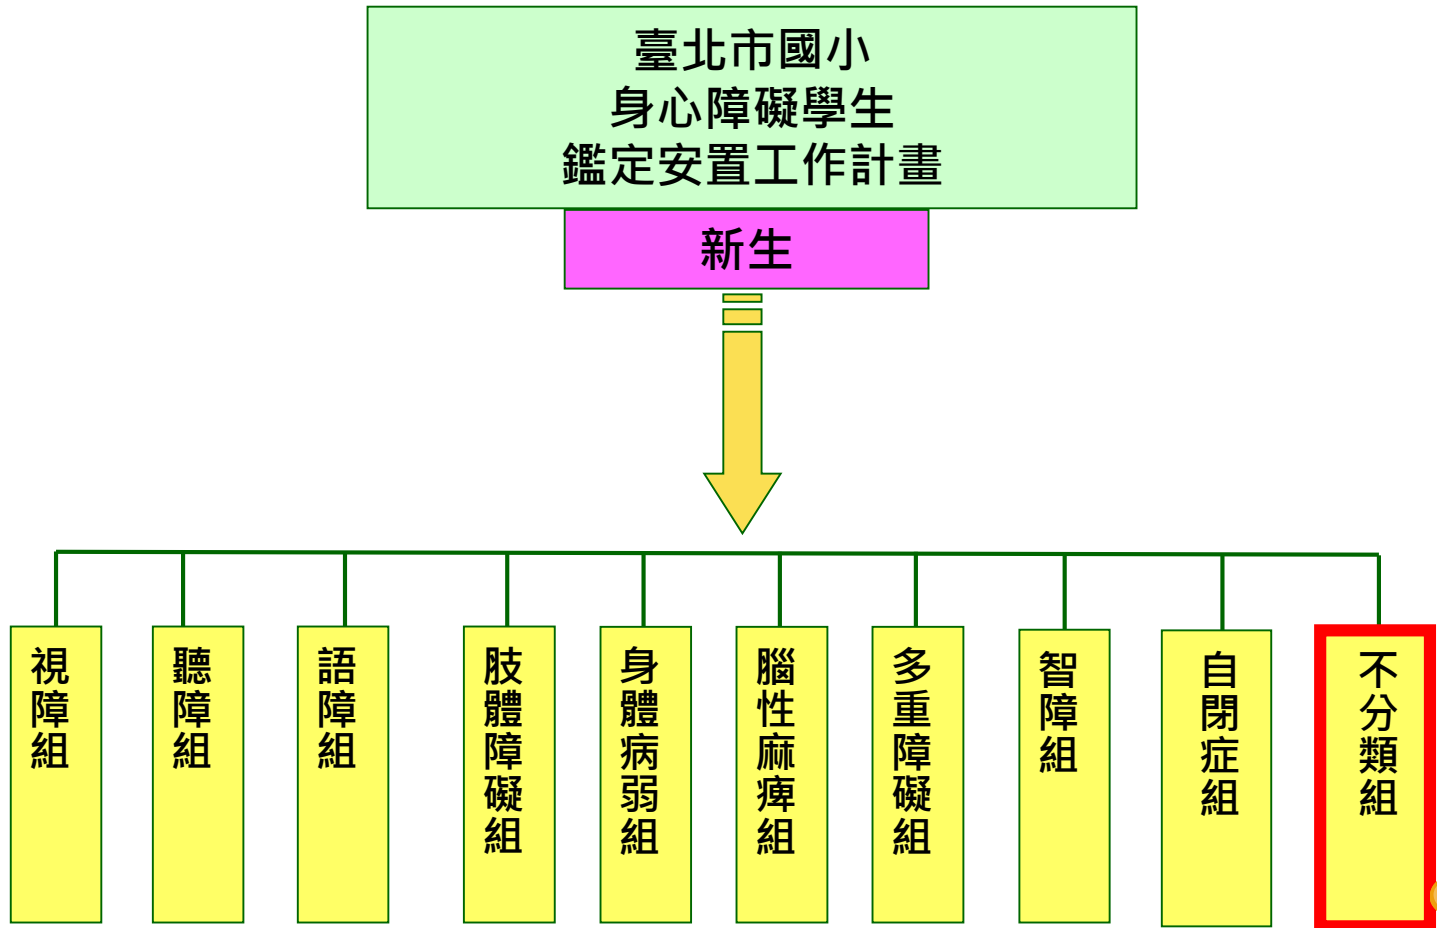 臺北市國小
身心障礙學生
鑑定安置工作計畫
新生
視障組
聽障組
語障組
肢體障礙組
身體病弱組
腦性麻痺組
多重障礙組
智障組
自閉症組
不分類組